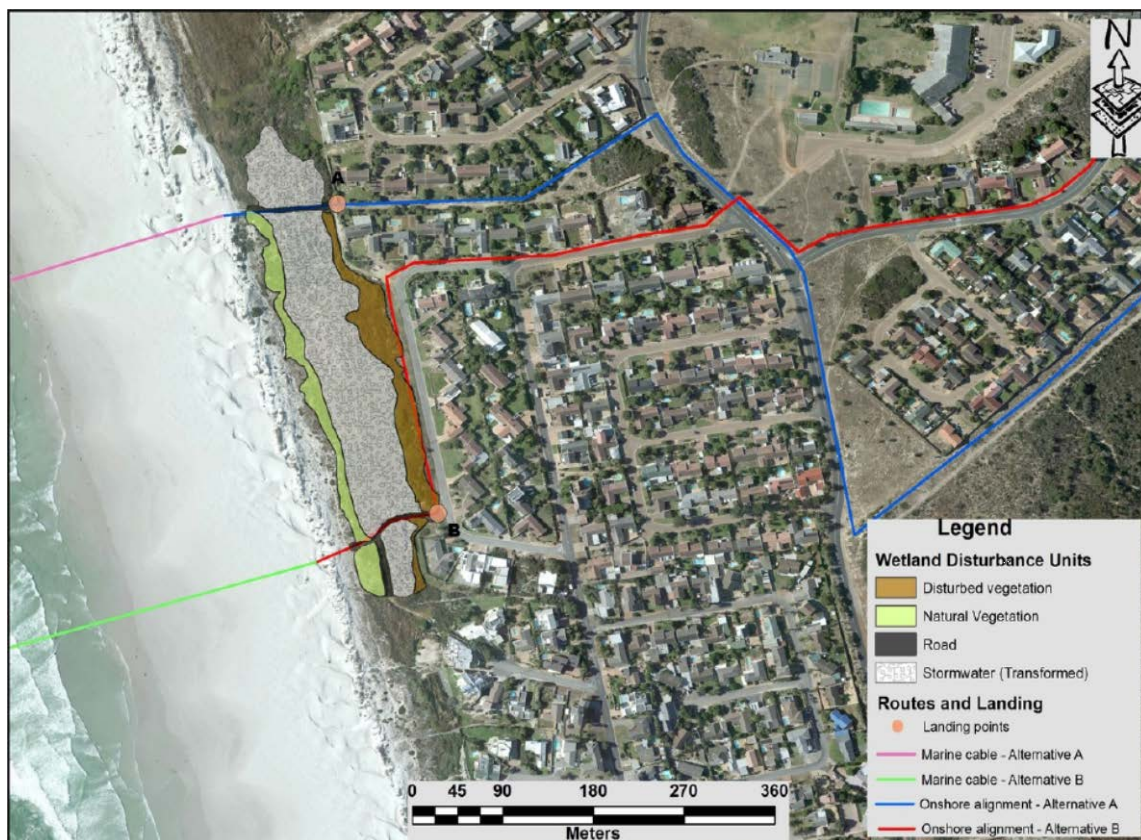 N
A
B
Legend
Wetland Disturbance Units
Disturbed vegetation
Natural Vegetation
Road
Stormwater (Transformed)
Routes and Landing
Landing points
Marine cable - Alternative A
Marine cable - Alternative B
Onshore alignment - Alternative A
Onshore alignment - Alternative B
0 45 90 180 270 360
Meters